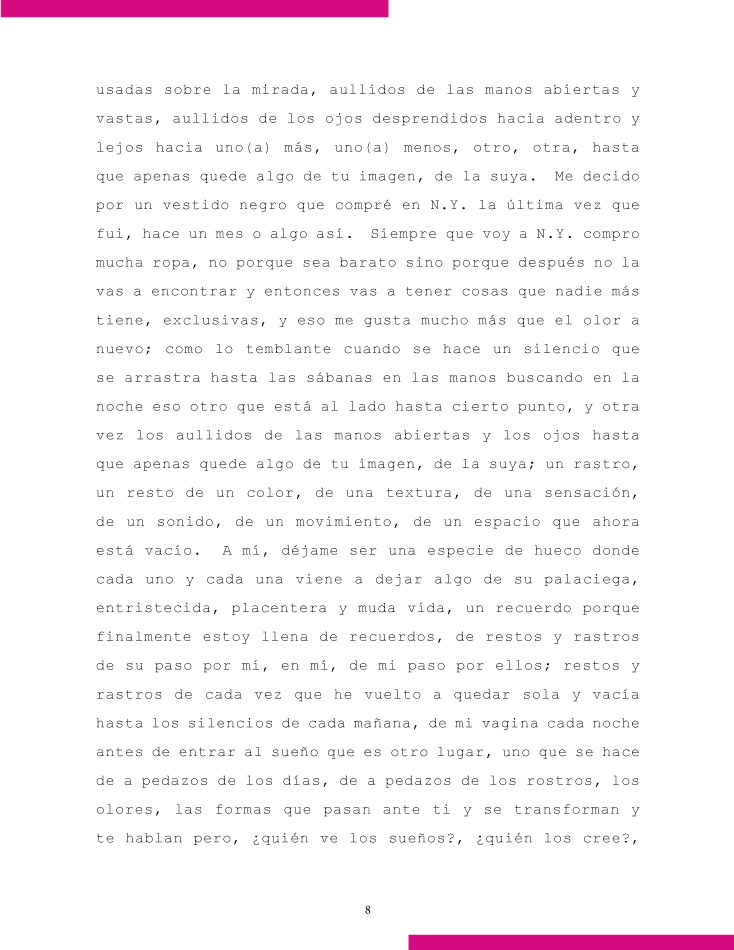 usadas sobre la mirada, aullidos de las manos abiertas y
vastas, aullidos de los ojos desprendidos hacia adentro y
lejos hacia uno(a) más, uno(a) menos, otro, otra, hasta
que apenas quede algo de tu imagen, de la suya.  Me decido
por un vestido negro que compré en N.Y. la última vez que
fui, hace un mes o algo así.  Siempre que voy a N.Y. compro
mucha ropa, no porque sea barato sino porque después no la
vas a encontrar y entonces vas a tener cosas que nadie más
tiene, exclusivas, y eso me gusta mucho más que el olor a
nuevo; como lo temblante cuando se hace un silencio que
se arrastra hasta las sábanas en las manos buscando en la
noche eso otro que está al lado hasta cierto punto, y otra
vez los aullidos de las manos abiertas y los ojos hasta
que apenas quede algo de tu imagen, de la suya; un rastro,
un resto de un color, de una textura, de una sensación,
de un sonido, de un movimiento, de un espacio que ahora
está vacío.  A mí, déjame ser una especie de hueco donde
cada uno y cada una viene a dejar algo de su palaciega,
entristecida, placentera y muda vida, un recuerdo porque
finalmente estoy llena de recuerdos, de restos y rastros
de su paso por mí, en mí, de mi paso por ellos; restos y
rastros de cada vez que he vuelto a quedar sola y vacía
hasta los silencios de cada mañana, de mi vagina cada noche
antes de entrar al sueño que es otro lugar, uno que se hace
de a pedazos de los días, de a pedazos de los rostros, los
olores, las formas que pasan ante ti y se transforman y
te hablan pero, ¿quién ve los sueños?, ¿quién los cree?,
8